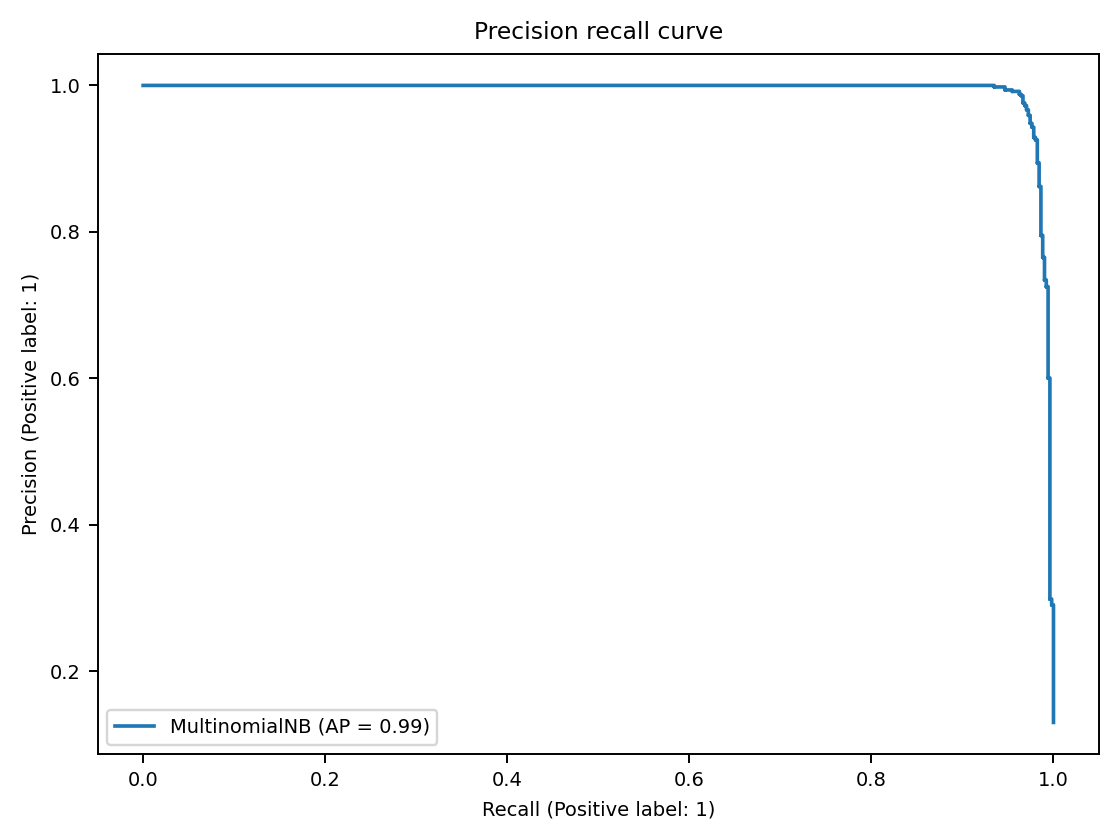 Precision recall curve
1.0
0.8
0.6
0.4
0.2
Precision (Positive label: 1)
MultinomialNB (AP = 0.99)
0.0 0.2 0.4 0.6 0.8 1.0
Recall (Positive label: 1)